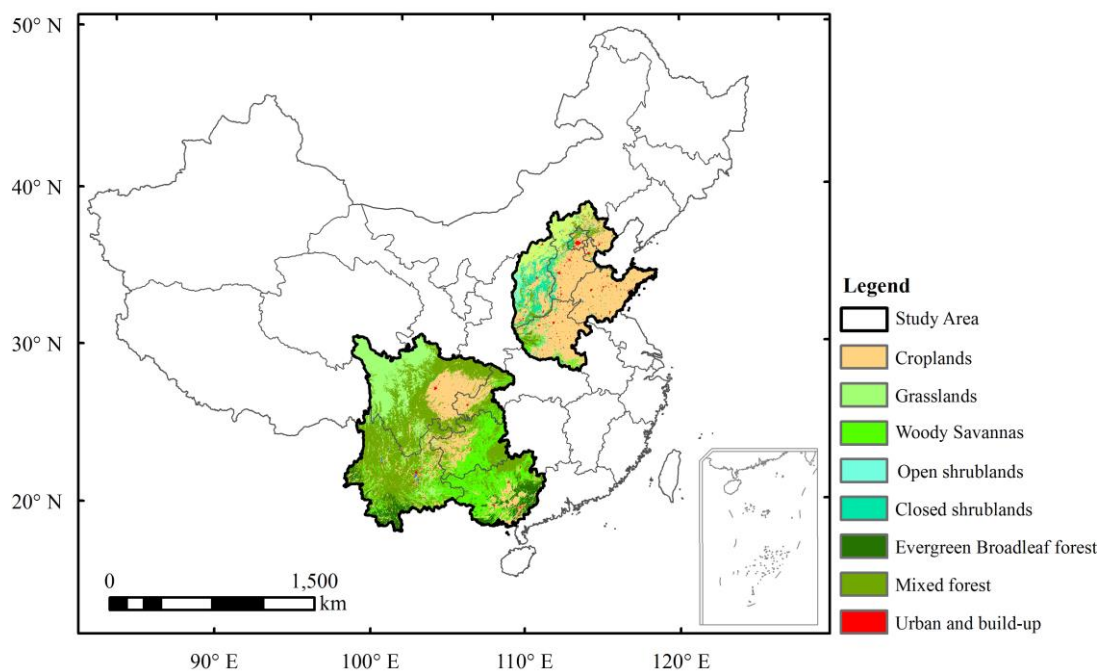 50° N
40° N
30° N
20° N
0 1,500
km
90° E 100° E 110° E 120° E
Legend
Study Area
Croplands
Grasslands
Woody Savannas
Open shrublands
Closed shrublands
Evergreen Broadleaf forest
Mixed forest
Urban and build-up